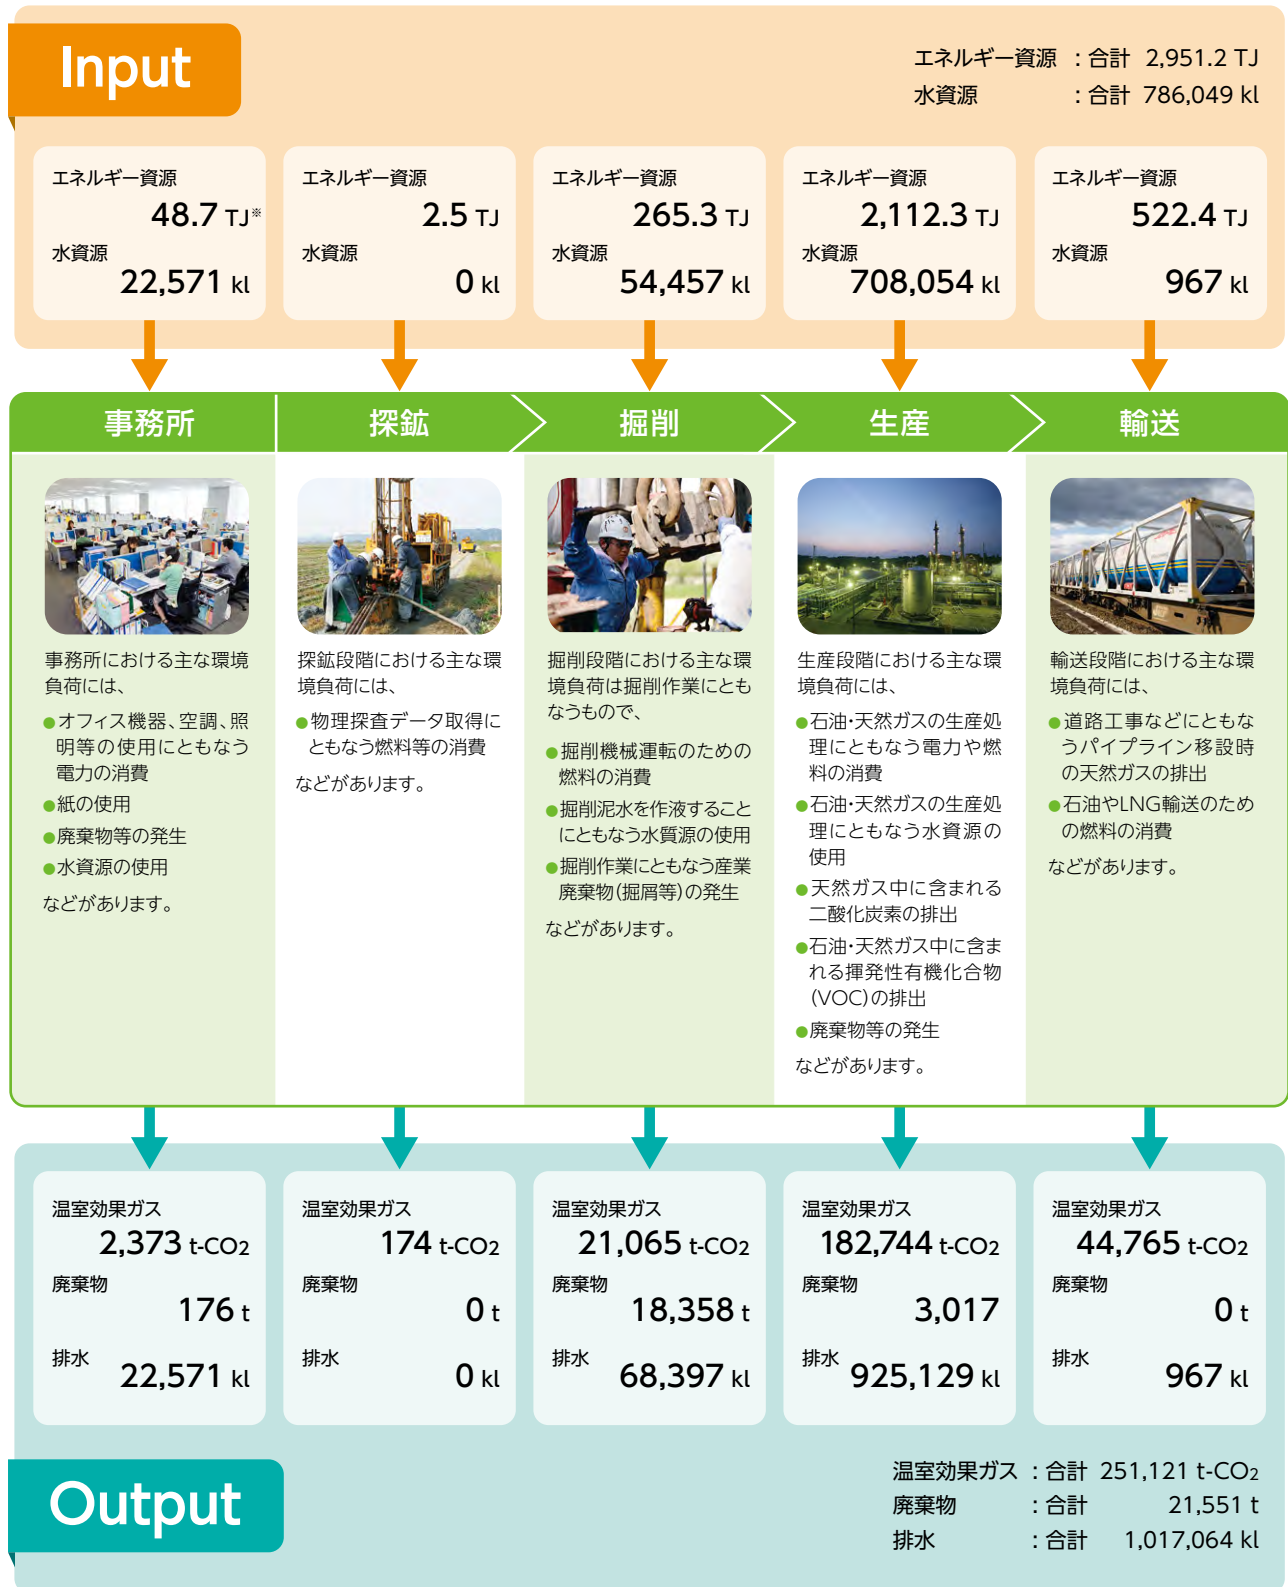 Input
エネルギー資源 : 合計 2,951.2 TJ
水資源 : 合計 786,049 kl
エネルギー資源
48.7 TJ※
水資源
22,571 kl
エネルギー資源
2.5 TJ
水資源
0 kl
エネルギー資源
265.3 TJ
水資源
54,457 kl
エネルギー資源
2,112.3 TJ
水資源
708,054 kl
エネルギー資源
522.4 TJ
水資源
967 kl
事務所
探鉱
掘削
生産
輸送
事務所における主な環境
負荷には、
●オフィス機器、空調、照
明等の使用にともなう
電力の消費
●紙の使用
●廃棄物等の発生
●水資源の使用
などがあります。
探鉱段階における主な環
境負荷には、
●物理探査データ取得に
ともなう燃料等の消費
などがあります。
掘削段階における主な環
境負荷は掘削作業にとも
なうもので、
●掘削機械運転のための
燃料の消費
●掘削泥水を作液すること
にともなう水質源の使用
●掘削作業にともなう産業
廃棄物(掘屑等)の発生
などがあります。
生産段階における主な環
境負荷には、
●石油・天然ガスの生産処
理にともなう電力や燃
料の消費
●石油・天然ガスの生産処
理にともなう水資源の
使用
●天然ガス中に含まれる
二酸化炭素の排出
●石油・天然ガス中に含ま
れる揮発性有機化合物
(VOC)の排出
●廃棄物等の発生
などがあります。
輸送段階における主な環
境負荷には、
●道路工事などにともな
うパイプライン移設時
の天然ガスの排出
●石油やLNG輸送のため
の燃料の消費
などがあります。
温室効果ガス
2,373 t-CO2
廃棄物
176 t
排水
22,571 kl
温室効果ガス
174 t-CO2
廃棄物
0 t
排水
0 kl
温室効果ガス
21,065 t-CO2
廃棄物
18,358 t
排水
68,397 kl
温室効果ガス
182,744 t-CO2
廃棄物
3,017
排水
925,129 kl
温室効果ガス
44,765 t-CO2
廃棄物
0 t
排水
967 kl
Output
温室効果ガス : 合計 251,121 t-CO2
廃棄物 : 合計 21,551 t
排水 : 合計 1,017,064 kl